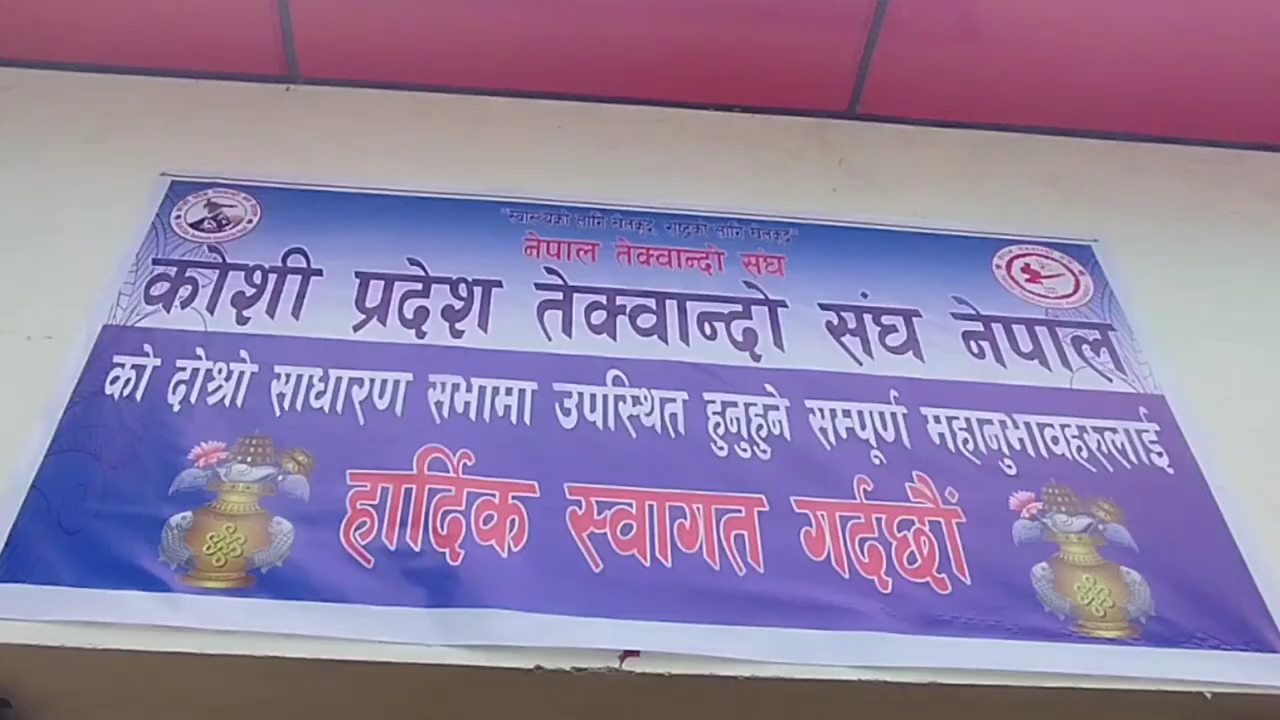 "स्वास्थ्यको लागि खेलकुद, राष्ट्रको लागि खेलकुद"
नेपाल तेक्वान्दो संघ
कोशी प्रदेश तेक्वान्दो संघ नेपाल
को दोश्रो साधारण सभामा उपस्थित हुनुहुने सम्पूर्ण महानुभावहरुलाई
हार्दिक स्वागत गर्दछौं